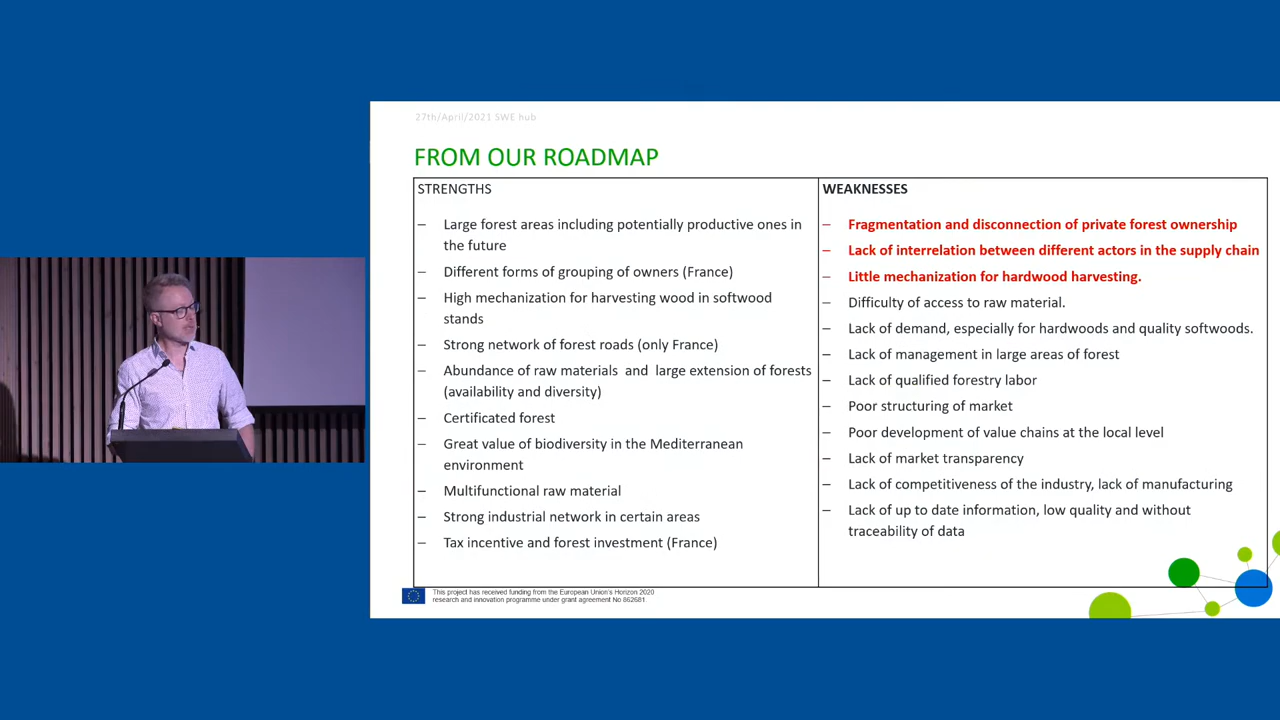 27th/April/2021 SWE hub
FROM OUR ROADMAP
STRENGTHS
– Large forest areas including potentially productive ones in
the future
– Different forms of grouping of owners (France)
– High mechanization for harvesting wood in softwood
stands
– Strong network of forest roads (only France)
– Abundance of raw materials and large extension of forests
(availability and diversity)
– Certificated forest
– Great value of biodiversity in the Mediterranean
environment
– Multifunctional raw material
– Strong industrial network in certain areas
– Tax incentive and forest investment (France)
WEAKNESSES
– Fragmentation and disconnection of private forest ownership
– Lack of interrelation between different actors in the supply chain
– Little mechanization for hardwood harvesting.
– Difficulty of access to raw material.
– Lack of demand, especially for hardwoods and quality softwoods.
– Lack of management in large areas of forest
– Lack of qualified forestry labor
– Poor structuring of market
– Poor development of value chains at the local level
– Lack of market transparency
– Lack of competitiveness of the industry, lack of manufacturing
– Lack of up to date information, low quality and without
traceability of data
This project has received funding from the European Union's Horizon 2020
research and innovation programme under grant agreement No 862681.